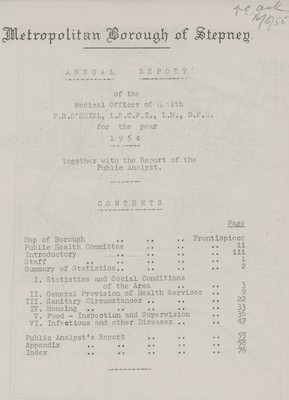 Metropolitan Borough of Stepney
ANNUAL REPORT
of the
Medical Officer of Health
L.R.C.P.I., L.M., D.P.H.
for the year
1954
together with the Report of the
Public Analyst.
CONTENTS
Page
Map of Borough .. .. .. Frontispiece
Public Health Committee .. .. .. ii
Introductory .. .. .. iii
Staff .. .. .. .. 1
Summary of Statistics.. .. .. .. 2
I. Statistics and Social Conditions
of the Area .. .. 3
II. General Provision of Health Services .. 9
III. Sanitary Circumstances .. .. .. 22
IV. Housing .. .. .. .. 33
V. Food - Inspection and Supervision .. 36
VI. Infectious and other Diseases .. .. 47
Public Analyst's Report .. .. .. 55
Appendix .. .. .. .. 58
Index .. .. .. .. 76